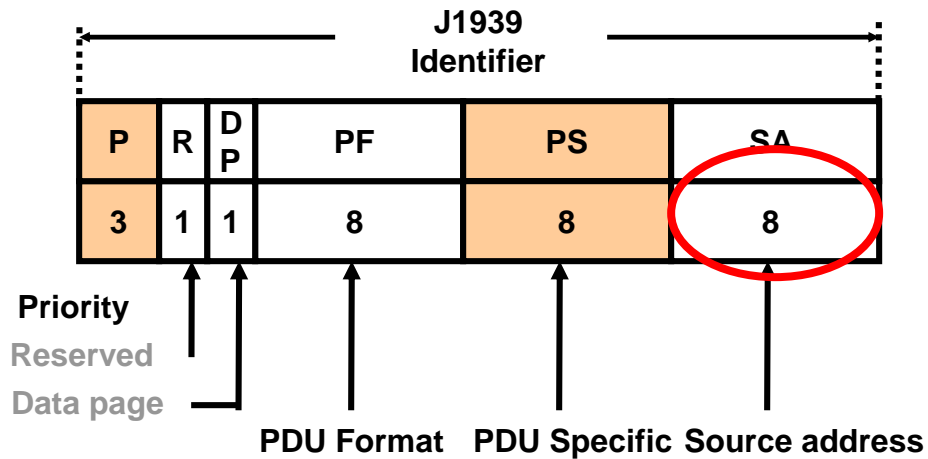 J1939
Identifier
P R D P PF PS SA
3 1 1 8 8 8
Priority
Reserved
Data page
PDU Format PDU Specific Source address